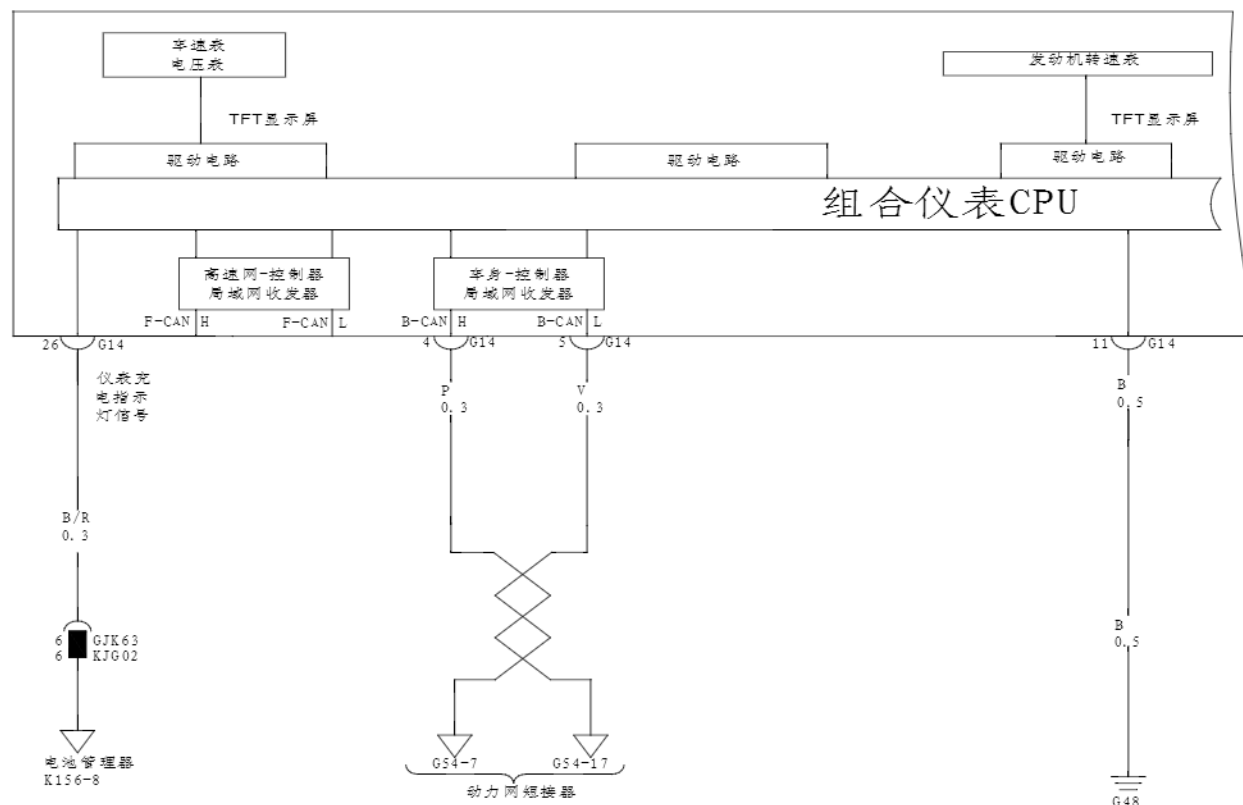 车速表
电压表
发动机转速表
TFT显示屏
TFT显示屏
驱动电路
驱动电路
驱动电路
组合仪表CPU
高速网-控制器
局域网收发器
车身-控制器
局域网收发器
F-CAN H
F-CAN L
B-CAN H
B-CAN L
26 G14
4 G14
5 G14
11 G14
仪表充
电指示
灯信号
P
0.3
V
0.3
B
0.5
B/R
0.3
6 GJK63
6 KJG02
B
0.5
电池管理器
K156-8
G54-7
G54-17
动力网短接器
G48